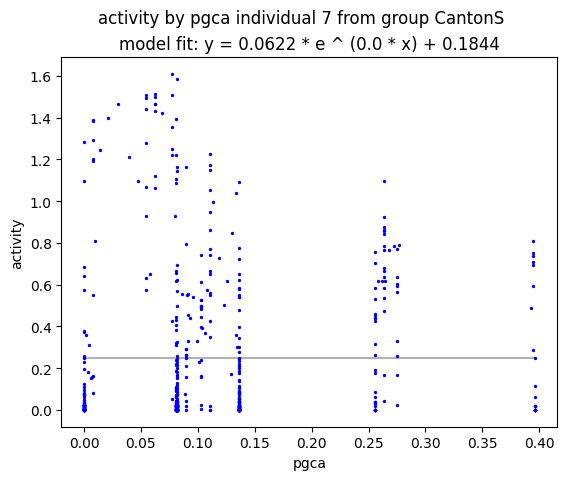 activity by pgca individual 7 from group CantonS
model fit: y = 0.0622 * e ^ (0.0 * x) + 0.1844
1.6
1.4
1.2
1.0
0.8
0.6
0.4
0.2
0.0
activity
0.00 0.05 0.10 0.15 0.20 0.25 0.30 0.35 0.40
pgca